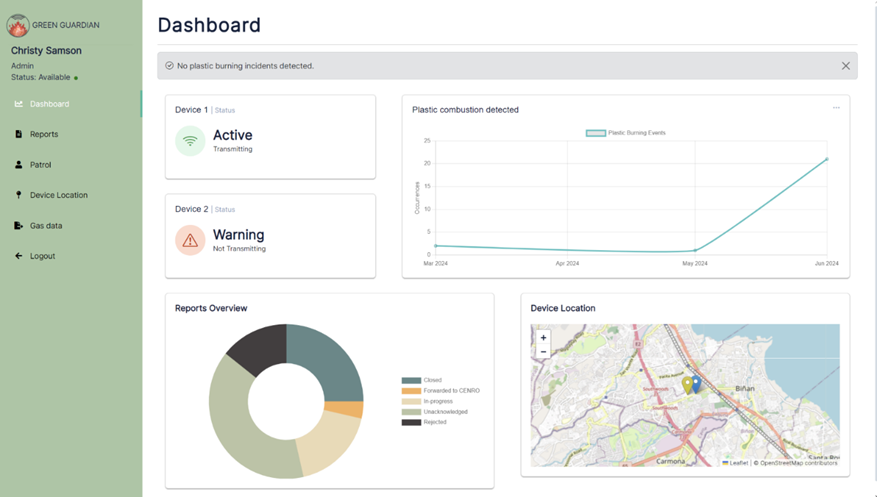 GREEN GUARDIAN
Christy Samson
Admin
Status: Available
Dashboard
Reports
Patrol
Device Location
Gas data
Logout
Dashboard
No plastic burning incidents detected.
Device 1 | Status
Active
Transmitting
Device 2 | Status
Warning
Not Transmitting
Plastic combustion detected
...
Plastic Burning Events
Occurrences
25
20
15
10
5
0
Mar 2024
Apr 2024
May 2024
Jun 2024
Reports Overview
Closed
Forwarded to CENRO
In-progress
Unacknowledged
Rejected
Device Location
+
−
Biñan
Carmona
Santa Ro
Leaflet | © OpenStreetMap contributors